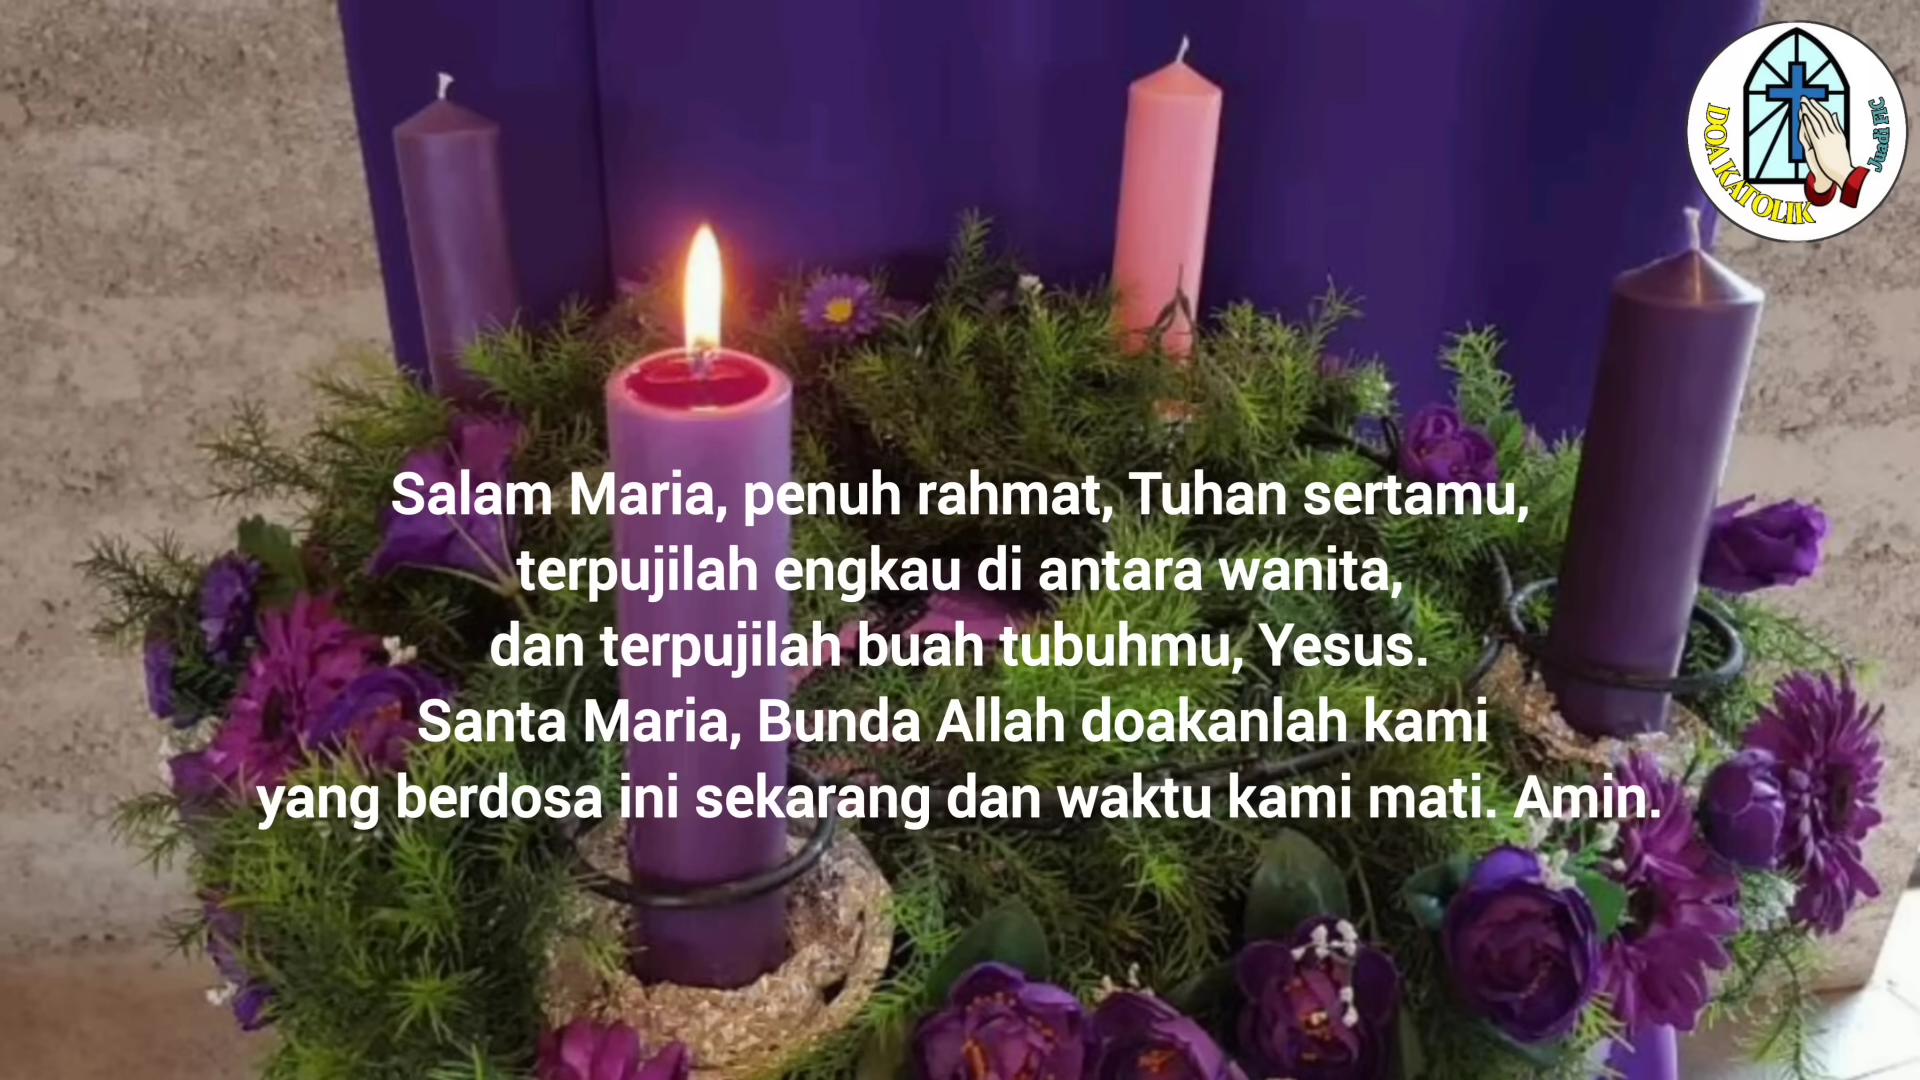 DOA KATOLIK
Juadi FIC
Salam Maria, penuh rahmat, Tuhan sertamu,
terpujilah engkau di antara wanita,
dan terpujilah buah tubuhmu, Yesus.
Santa Maria, Bunda Allah doakanlah kami
yang berdosa ini sekarang dan waktu kami mati. Amin.